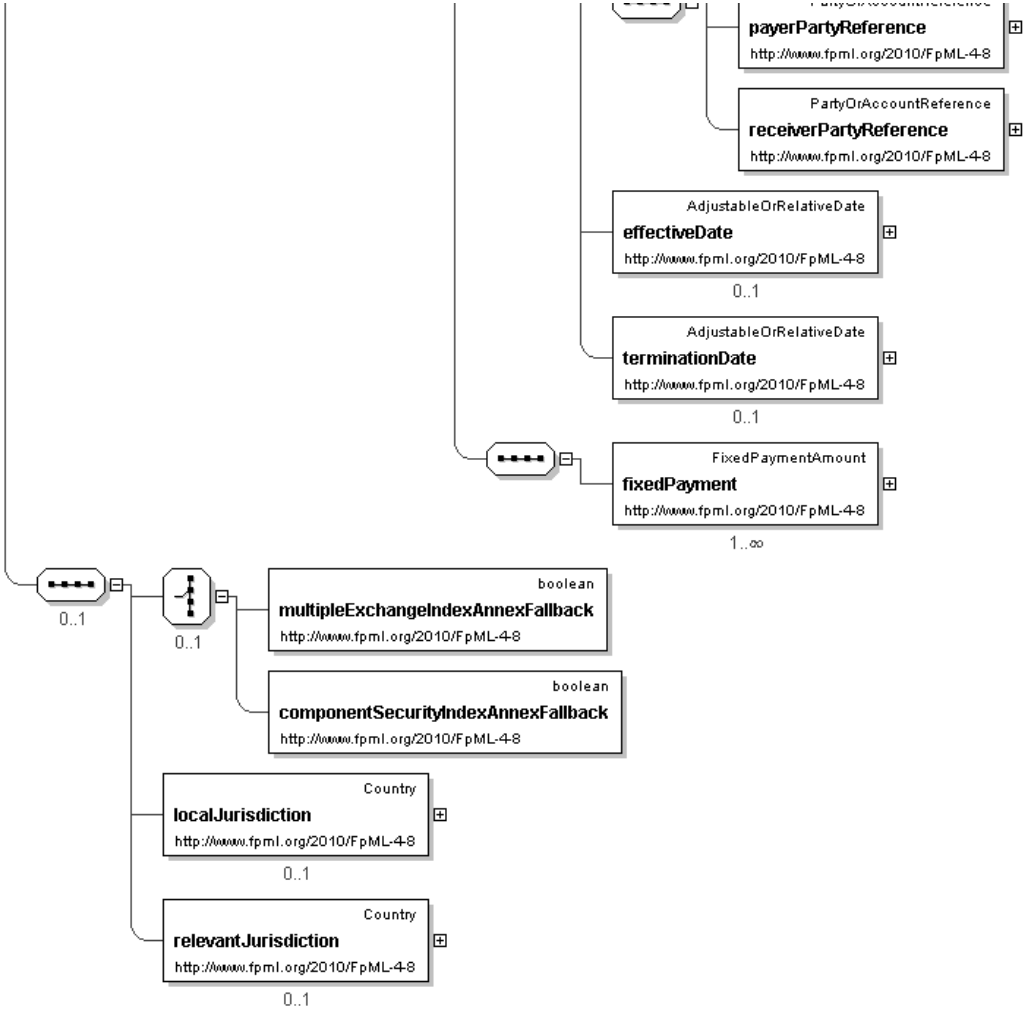 PartyOrAccountReference
payerPartyReference
http://www.fpml.org/2010/FpML-4-8
PartyOrAccountReference
receiverPartyReference
http://www.fpml.org/2010/FpML-4-8
AdjustableOrRelativeDate
effectiveDate
http://www.fpml.org/2010/FpML-4-8
0..1
AdjustableOrRelativeDate
terminationDate
http://www.fpml.org/2010/FpML-4-8
0..1
FixedPaymentAmount
fixedPayment
http://www.fpml.org/2010/FpML-4-8
1..∞
0..1
0..1
boolean
multipleExchangeIndexAnnexFallback
http://www.fpml.org/2010/FpML-4-8
boolean
componentSecurityIndexAnnexFallback
http://www.fpml.org/2010/FpML-4-8
Country
localJurisdiction
http://www.fpml.org/2010/FpML-4-8
0..1
Country
relevantJurisdiction
http://www.fpml.org/2010/FpML-4-8
0..1